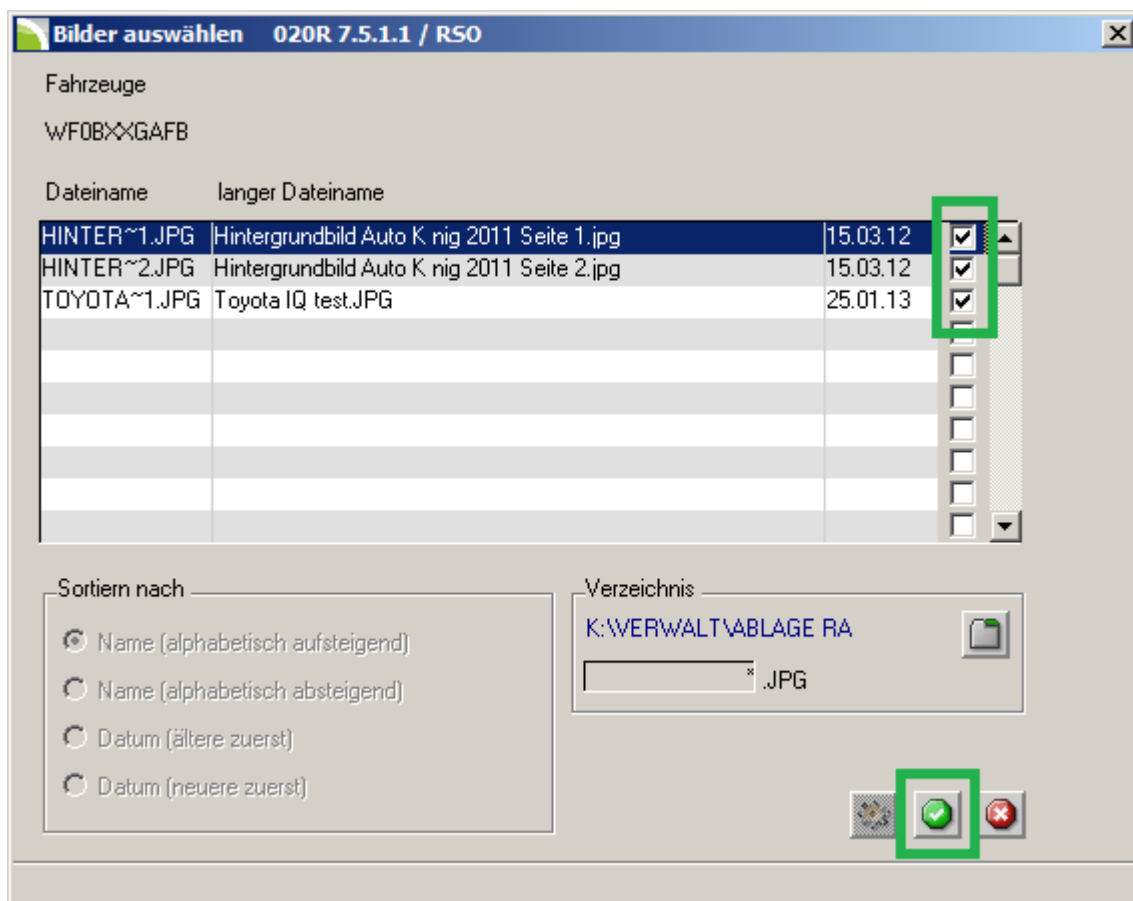 Bilder auswählen 020R 7.5.1.1 / RSO
Fahrzeuge
WF0BXXGAFB
Dateiname langer Dateiname
HINTER~1.JPG Hintergrundbild Auto K nig 2011 Seite 1.jpg 15.03.12
HINTER~2.JPG Hintergrundbild Auto K nig 2011 Seite 2.jpg 15.03.12
TOYOTA~1.JPG Toyota IQ test.JPG 25.01.13
Sortiern nach
Name (alphabetisch aufsteigend)
Name (alphabetisch absteigend)
Datum (ältere zuerst)
Datum (neuere zuerst)
Verzeichnis
K:\VERWALT\ABLAGE RA
* .JPG